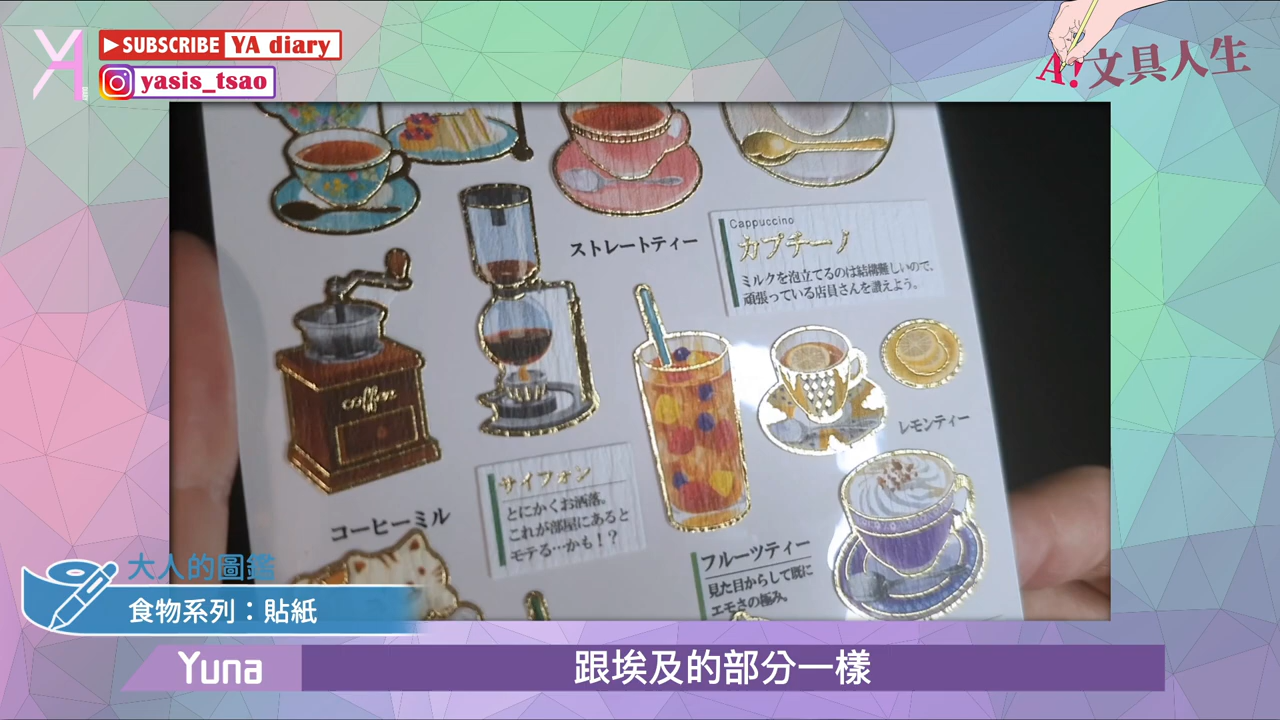 YA
SUBSCRIBE YA diary
yasis_tsao
A!文具人生
ストレートティー
Cappuccino
カプチーノ
ミルクを泡立てるのは結構難しいので、
頑張っている店員さんを讃えよう。
coffee
レモンティー
サイフォン
とにかくお洒落。
これが部屋にあると
モテる…かも！？
コーヒーミル
フルーツティー
見た目からして既に
エモさの極み。
大人的圖鑑
食物系列：貼紙
Yuna
跟埃及的部分一樣